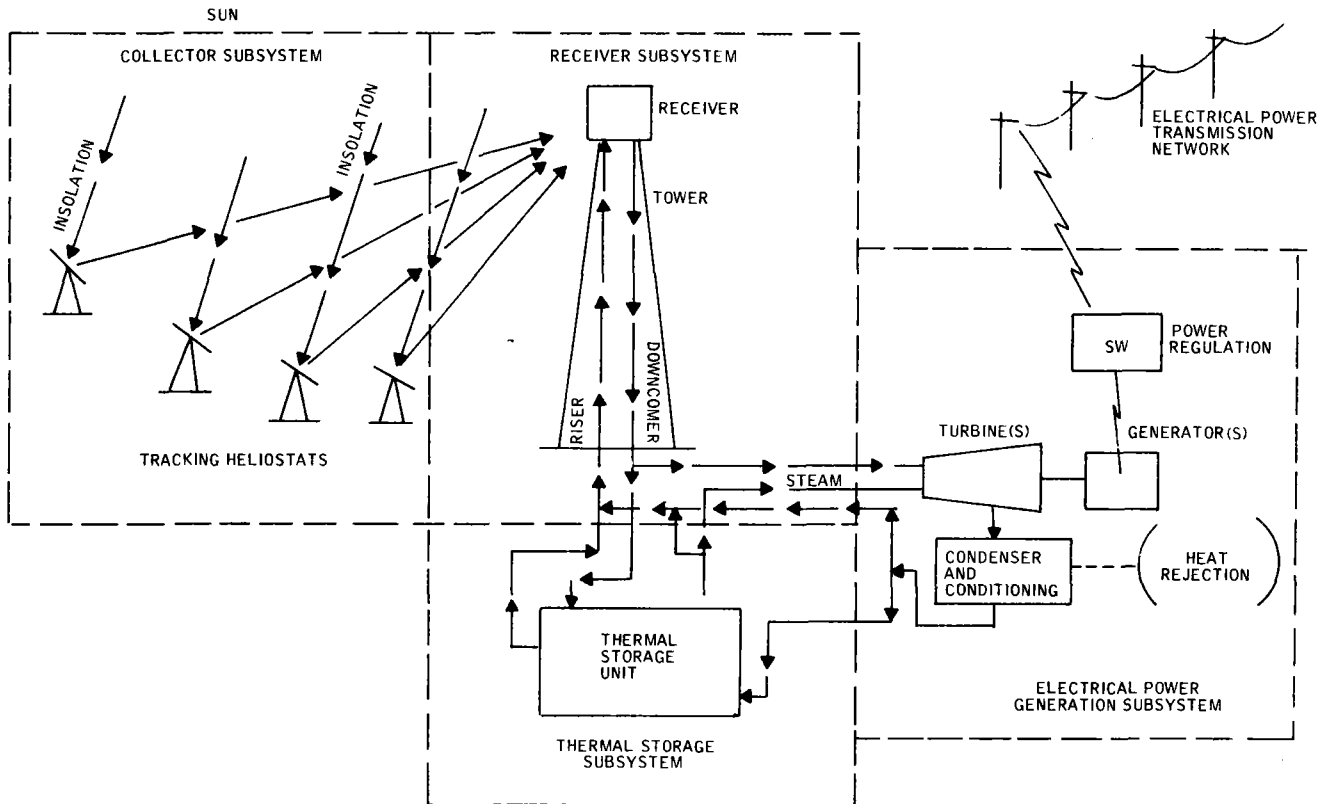 SUN
COLLECTOR SUBSYSTEM
RECEIVER SUBSYSTEM
INSOLATION
INSOLATION
RECEIVER
TOWER
ELECTRICAL POWER
TRANSMISSION
NETWORK
SW
POWER
REGULATION
RISER
DOWNCOMER
TRACKING HELIOSTATS
TURBINE(S)
GENERATOR(S)
STEAM
CONDENSER
AND
CONDITIONING
HEAT
REJECTION
THERMAL
STORAGE
UNIT
THERMAL STORAGE
SUBSYSTEM
ELECTRICAL POWER
GENERATION SUBSYSTEM